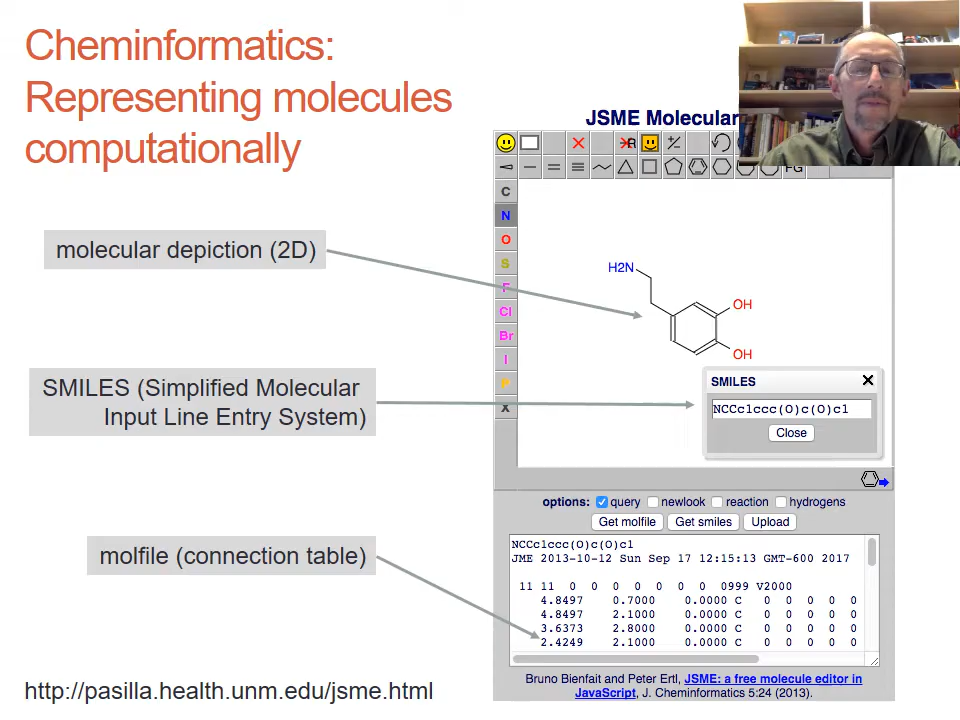 Cheminformatics:
Representing molecules
computationally
JSME Molecular
R
+/-
FG
C
N
O
S
F
Cl
Br
I
P
X
molecular depiction (2D)
H2N
OH
OH
SMILES (Simplified Molecular
Input Line Entry System)
SMILES
NCCc1ccc(O)c(O)c1
Close
options: query newlook reaction hydrogens
Get molfile Get smiles Upload
molfile (connection table)
NCCc1ccc(O)c(O)c1
JME 2013-10-12 Sun Sep 17 12:15:13 GMT-600 2017
11 11 0 0 0 0 0 0 0 0999 V2000
4.8497 0.7000 0.0000 C 0 0 0 0 0
4.8497 2.1000 0.0000 C 0 0 0 0 0
3.6373 2.8000 0.0000 C 0 0 0 0 0
2.4249 2.1000 0.0000 C 0 0 0 0 0
Bruno Bienfait and Peter Ertl, JSME: a free molecule editor in
JavaScript, J. Cheminformatics 5:24 (2013).
http://pasilla.health.unm.edu/jsme.html